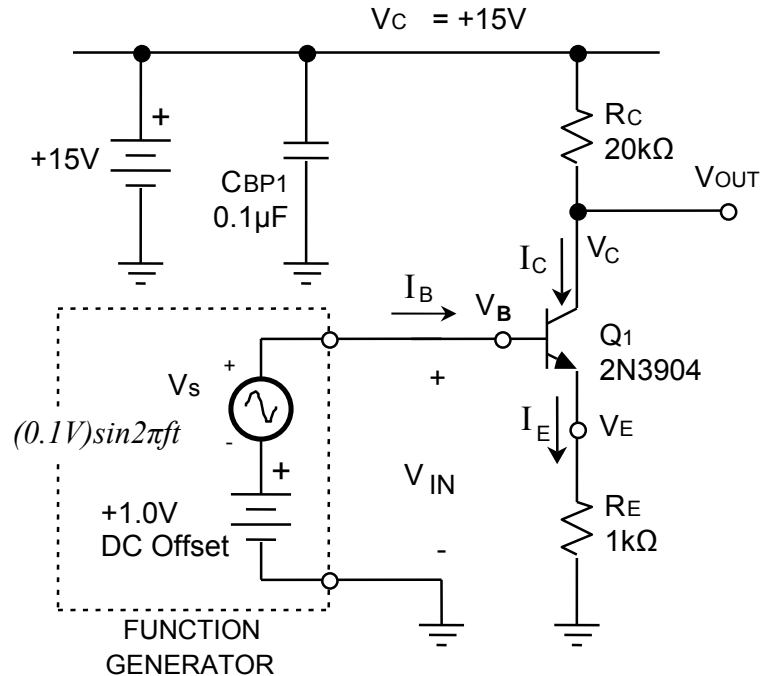 VC = +15V
+
+15V
CBP1
0.1µF
RC
20kΩ
VOUT
IC
VC
IB
VB
Q1
2N3904
+
Vs
+
(0.1V)sin2πft
-
IE
VE
+
VIN
+1.0V
DC Offset
RE
1kΩ
-
FUNCTION
GENERATOR